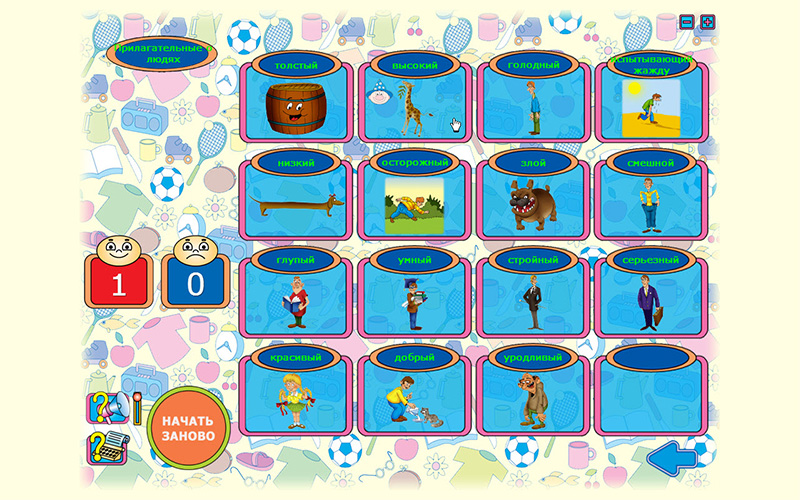 Прилагательные о
людях
толстый
высокий
голодный
испытывающий
жажду
низкий
осторожный
злой
смешной
1
0
глупый
умный
стройный
серьезный
красивый
добрый
уродливый
НАЧАТЬ
ЗАНОВО